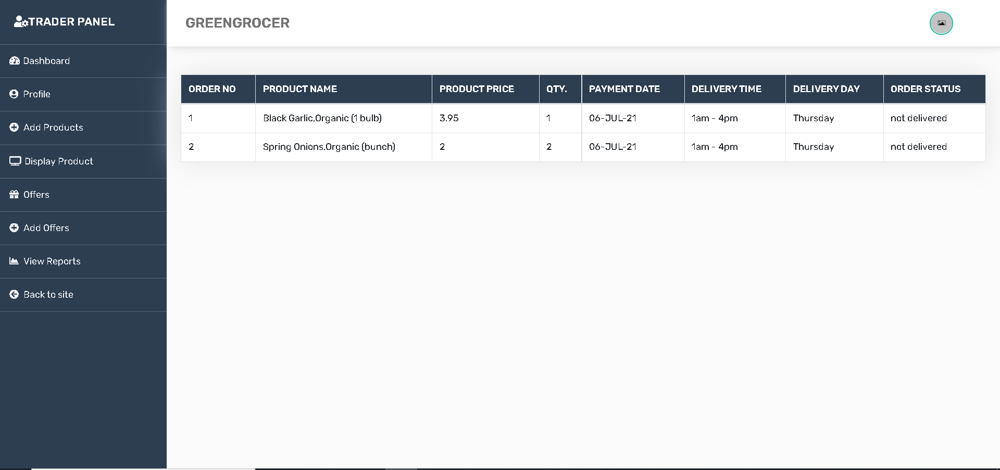 TRADER PANEL
GREENGROCER
Dashboard
Profile
Add Products
Display Product
Offers
Add Offers
View Reports
Back to site
ORDER NO PRODUCT NAME PRODUCT PRICE QTY. PAYMENT DATE DELIVERY TIME DELIVERY DAY ORDER STATUS
1 Black Garlic,Organic (1 bulb) 3.95 1 06-JUL-21 1am - 4pm Thursday not delivered
2 Spring Onions,Organic (bunch) 2 2 06-JUL-21 1am - 4pm Thursday not delivered